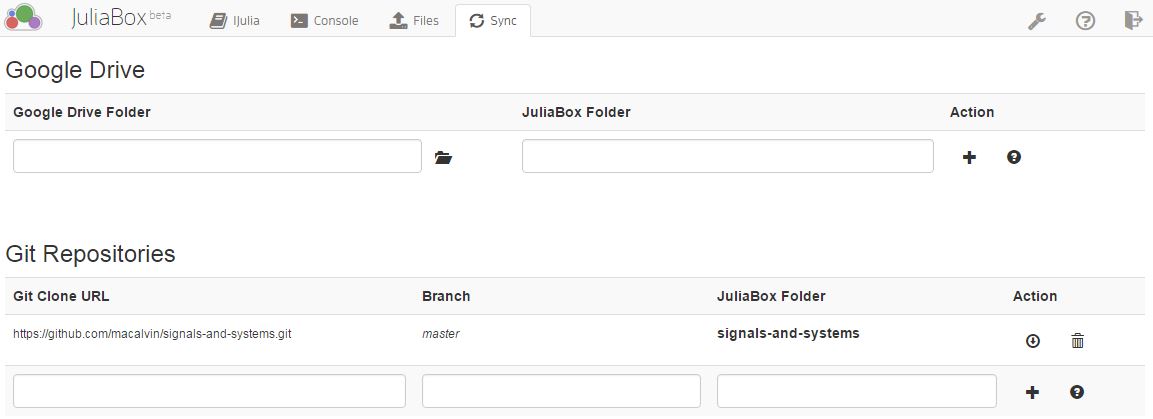 JuliaBox beta IJulia Console Files Sync
Google Drive
Google Drive Folder JuliaBox Folder Action
Git Repositories
Git Clone URL Branch JuliaBox Folder Action
https://github.com/macalvin/signals-and-systems.git master signals-and-systems